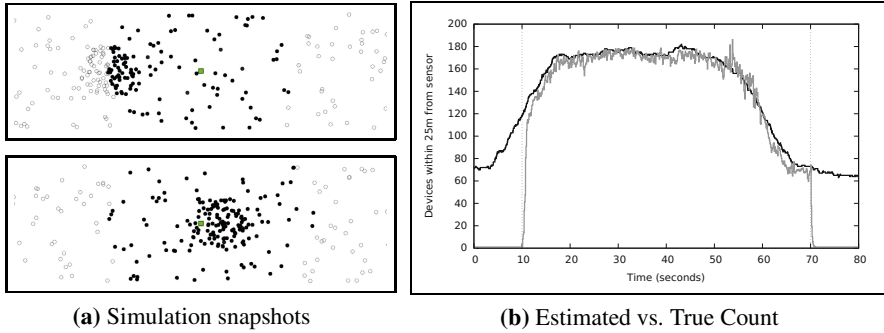 200
180
160
140
120
100
80
60
40
20
0
Devices within 25m from sensor
0 10 20 30 40 50 60 70 80
Time (seconds)
(a) Simulation snapshots
(b) Estimated vs. True Count